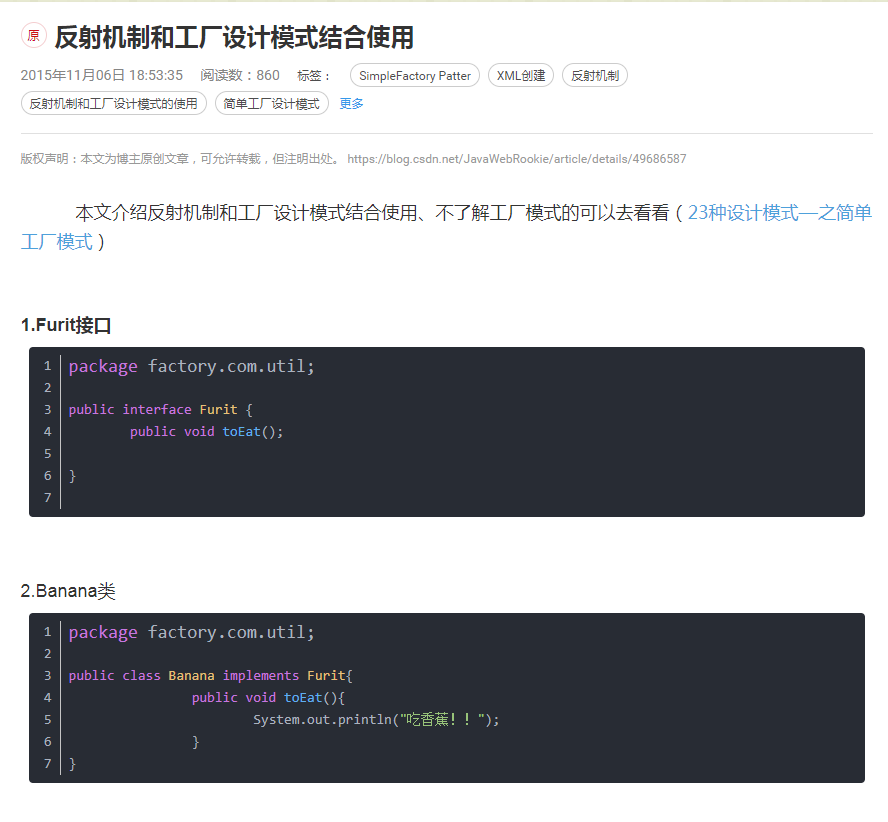 原 反射机制和工厂设计模式结合使用
2015年11月06日 18:53:35 阅读数：860 标签： SimpleFactory Patter XML创建 反射机制
反射机制和工厂设计模式的使用 简单工厂设计模式 更多
版权声明：本文为博主原创文章，可允许转载，但注明出处。 https://blog.csdn.net/JavaWebRookie/article/details/49686587
本文介绍反射机制和工厂设计模式结合使用、不了解工厂模式的可以去看看（23种设计模式—之简单
工厂模式）
1.Furit接口
1 package factory.com.util;
2
3 public interface Furit {
4 public void toEat();
5
6 }
7
2.Banana类
1 package factory.com.util;
2
3 public class Banana implements Furit{
4 public void toEat(){
5 System.out.println("吃香蕉！！");
6 }
7 }